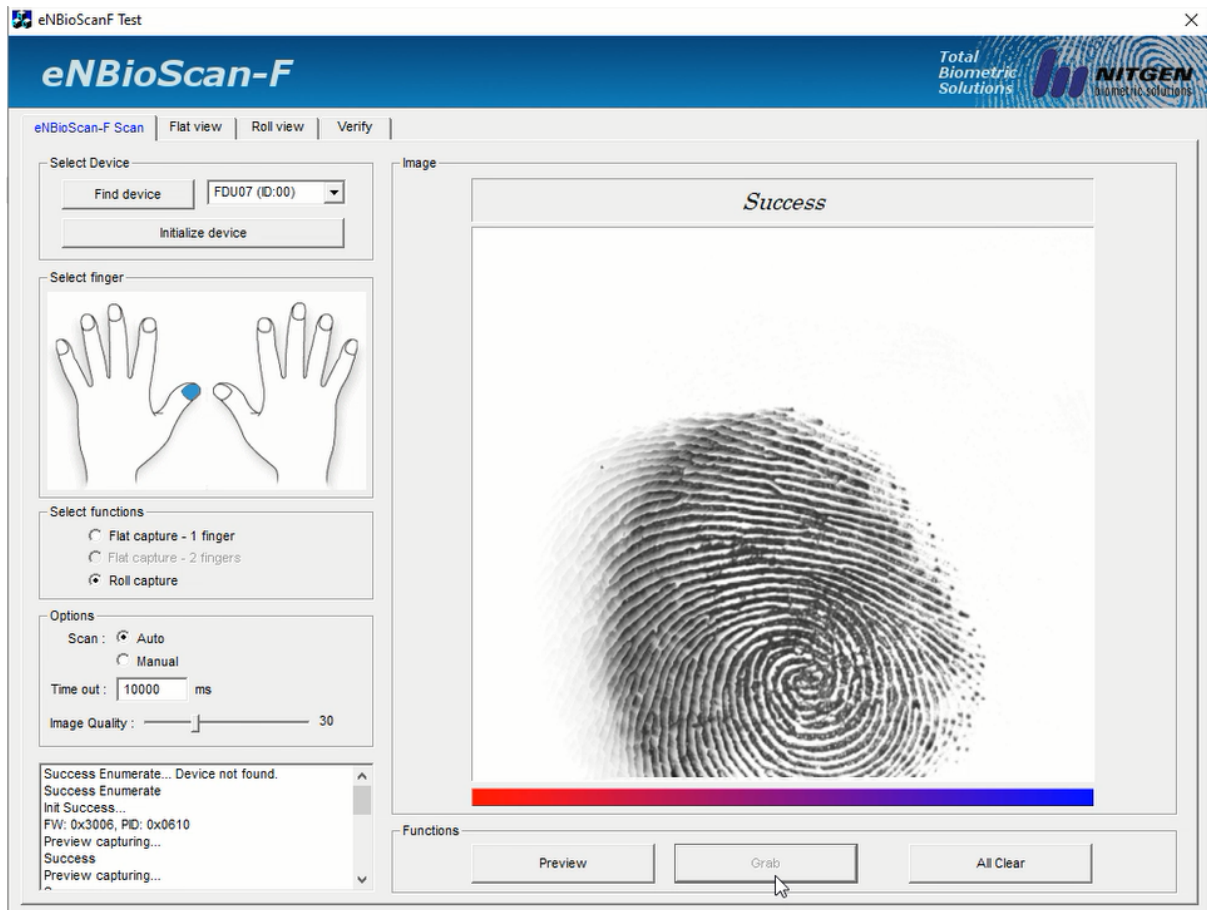 eNBioScanF Test
eNBioScan-F
Total
Biometric
Solutions
NITGEN
biometric solutions
eNBioScan-F Scan
Flat view
Roll view
Verify
Select Device
Find device
FDU07 (ID:00)
Initialize device
Select finger
Select functions
Flat capture - 1 finger
Flat capture - 2 fingers
Roll capture
Options
Scan :
Auto
Manual
Time out :
10000
ms
Image Quality :
30
Success Enumerate... Device not found.
Success Enumerate
Init Success...
FW: 0x3006, PID: 0x0610
Preview capturing...
Success
Preview capturing...
Image
Success
Functions
Preview
Grab
All Clear